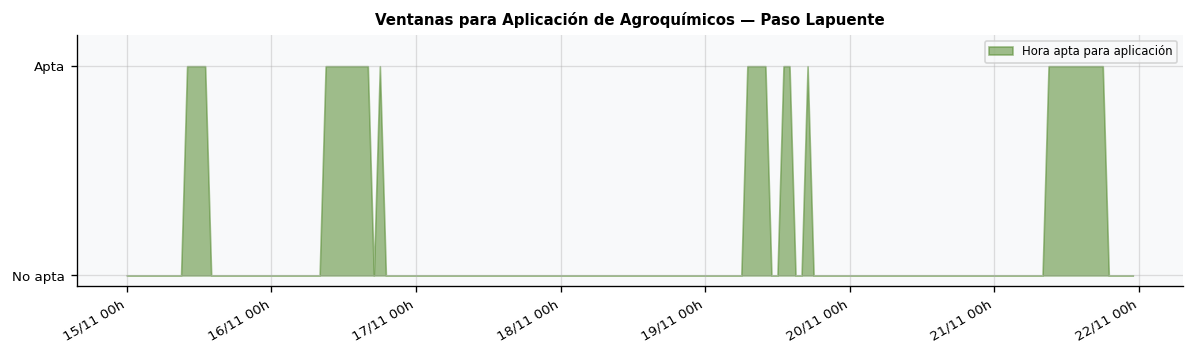 Ventanas para Aplicación de Agroquímicos — Paso Lapuente
Hora apta para aplicación
Apta
No apta
15/11 00h
16/11 00h
17/11 00h
18/11 00h
19/11 00h
20/11 00h
21/11 00h
22/11 00h